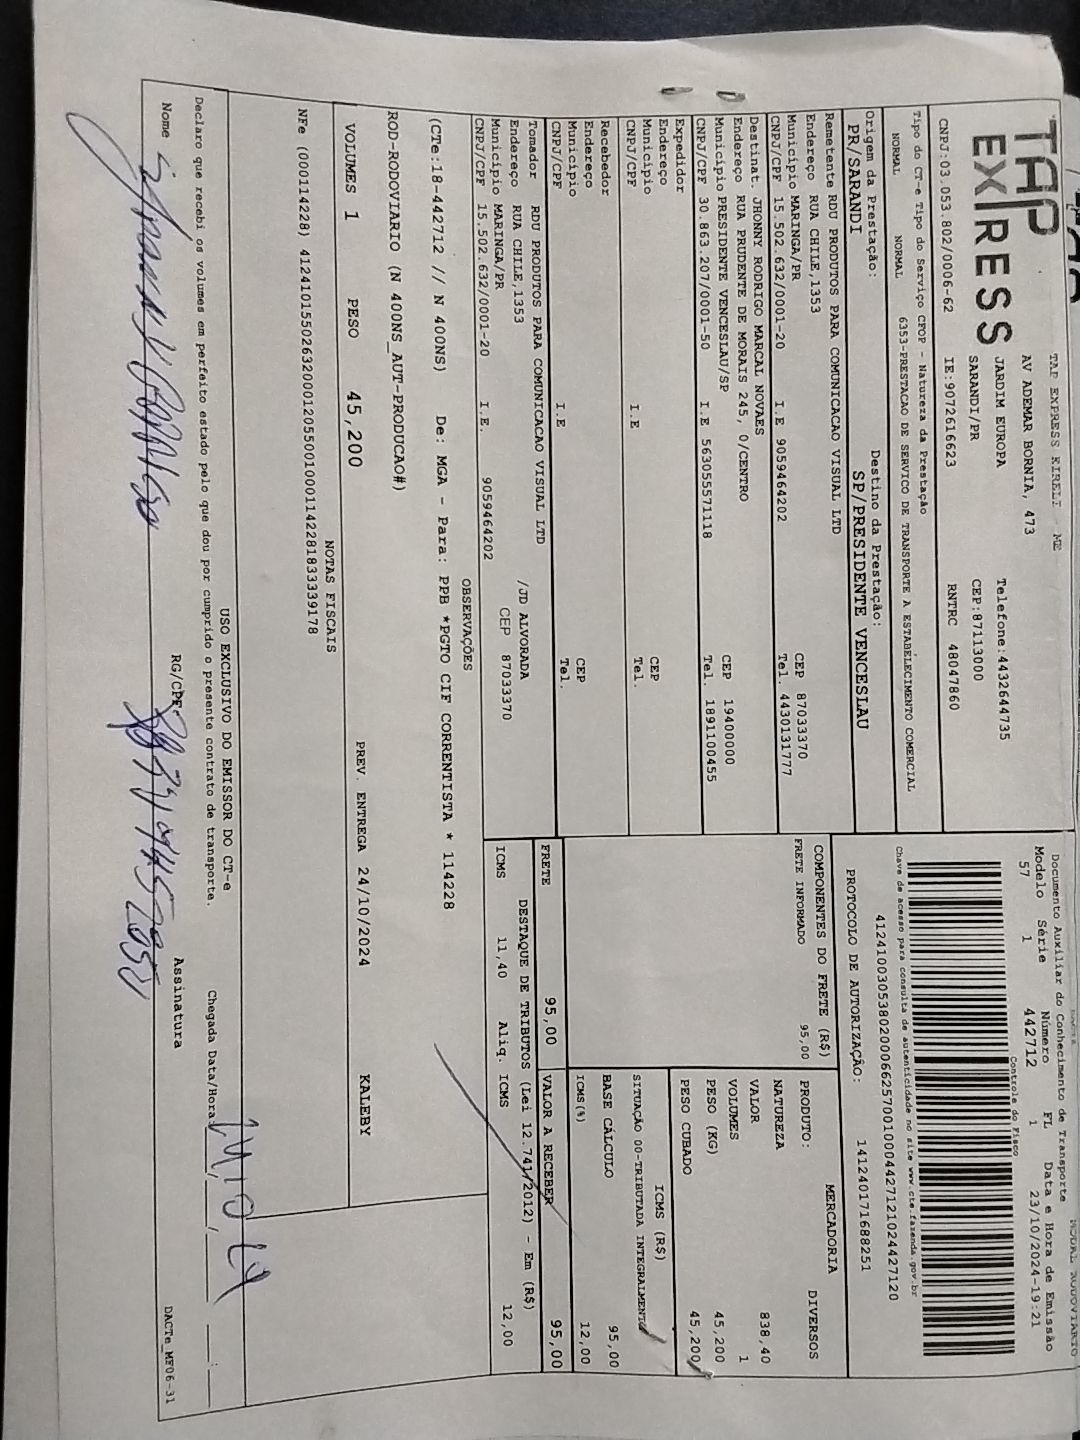 TAP EXPRESS EIRELI - ME
TAP
EXPRESS
AV ADEMAR BORNIA, 473
JARDIM EUROPA
SARANDI/PR
Telefone:4432644735
CEP:87113000
CNPJ:03.053.802/0006-62 IE:9072616623 RNTRC 48047860
Tipo do CT-e Tipo do Serviço CFOP - Natureza da Prestação
NORMAL NORMAL 6353-PRESTACAO DE SERVICO DE TRANSPORTE A ESTABELECIMENTO COMERCIAL
Origem da Prestação: Destino da Prestação:
PR/SARANDI SP/PRESIDENTE VENCESLAU
Remetente RDU PRODUTOS PARA COMUNICACAO VISUAL LTD
Endereço RUA CHILE,1353 CEP 87033370
Município MARINGA/PR Tel. 4430131777
CNPJ/CPF 15.502.632/0001-20 I.E 9059464202
Destinat. JHONNY RODRIGO MARCAL NOVAES
Endereço RUA PRUDENTE DE MORAIS 245, 0/CENTRO
Município PRESIDENTE VENCESLAU/SP CEP 19400000
CNPJ/CPF 30.863.207/0001-50 I.E 563055571118 Tel. 1891100455
Expedidor
Endereço
Município CEP
CNPJ/CPF I.E Tel.
Recebedor
Endereço
Município CEP
CNPJ/CPF I.E Tel.
Tomador RDU PRODUTOS PARA COMUNICACAO VISUAL LTD
Endereço RUA CHILE,1353 /JD ALVORADA
Município MARINGA/PR CEP 87033370
CNPJ/CPF 15.502.632/0001-20 I.E. 9059464202
Documento Auxiliar do Conhecimento de Transporte
MODAL RODOVIARIO
Modelo Série Número FL Data e Hora de Emissão
57 1 442712 1 23/10/2024-19:21
Controle do Fisco
Chave de acesso para consulta de autenticidade no site www.cte.fazenda.gov.br
41241003053802000662570010004427121024427120
PROTOCOLO DE AUTORIZAÇÃO: 141240171688251
COMPONENTES DO FRETE (R$)
FRETE INFORMADO 95,00
FRETE 95,00
MERCADORIA
PRODUTO: DIVERSOS
NATUREZA
VALOR 838,40
VOLUMES 1
PESO (KG) 45,200
PESO CUBADO 45,200
ICMS (R$)
SITUAÇÃO 00-TRIBUTADA INTEGRALMENTE
BASE CÁLCULO 95,00
ICMS(%) 12,00
VALOR A RECEBER 95,00
DESTAQUE DE TRIBUTOS (Lei 12.741/2012) - Em (R$)
ICMS 11,40 Aliq. ICMS 12,00
OBSERVAÇÕES
(CTe:18-442712 // N 400NS) De: MGA - Para: PPB *PGTO CIF CORRENTISTA * 114228
ROD-RODOVIARIO (N 400NS_AUT-PRODUCAO#)
VOLUMES 1 PESO 45,200 PREV. ENTREGA 24/10/2024 KALEBY
NOTAS FISCAIS
NFe (000114228) 41241015502632000120550010001142281833339178
USO EXCLUSIVO DO EMISSOR DO CT-e
Declaro que recebi os volumes em perfeito estado pelo que dou por cumprido o presente contrato de transporte.
Chegada Data/Hora
Nome RG/CPF: Assinatura
DACTe_MF06-31